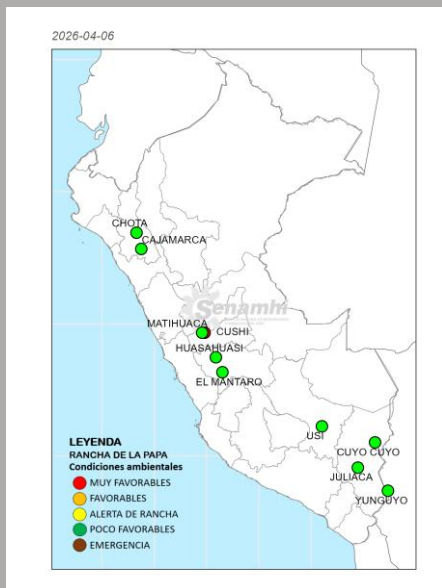 2026-04-06
CHOTA
CAJAMARCA
Senamhi
MATIHUACA
CUSHI
HUASAHUASI
EL MANTARO
USI
CUYO CUYO
JULIACA
YUNGUYO
LEYENDA
RANCHA DE LA PAPA
Condiciones ambientales
MUY FAVORABLES
FAVORABLES
ALERTA DE RANCHA
POCO FAVORABLES
EMERGENCIA